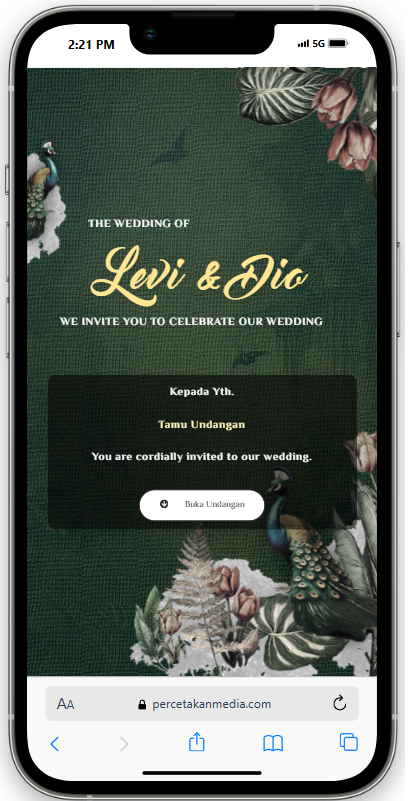 2:21 PM
5G
THE WEDDING OF
Levi & Dio
WE INVITE YOU TO CELEBRATE OUR WEDDING
Kepada Yth.
Tamu Undangan
You are cordially invited to our wedding.
Buka Undangan
AA
percetakanmedia.com